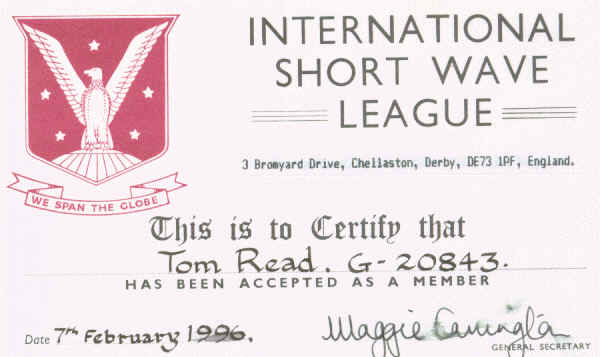 INTERNATIONAL
SHORT WAVE
LEAGUE
3 Bromyard Drive, Chellaston, Derby, DE73 1PF, England.
WE SPAN THE GLOBE
This is to Certify that
Tom Read. G-20843.
HAS BEEN ACCEPTED AS A MEMBER
Date 7th February 1996.
Maggie
GENERAL SECRETARY